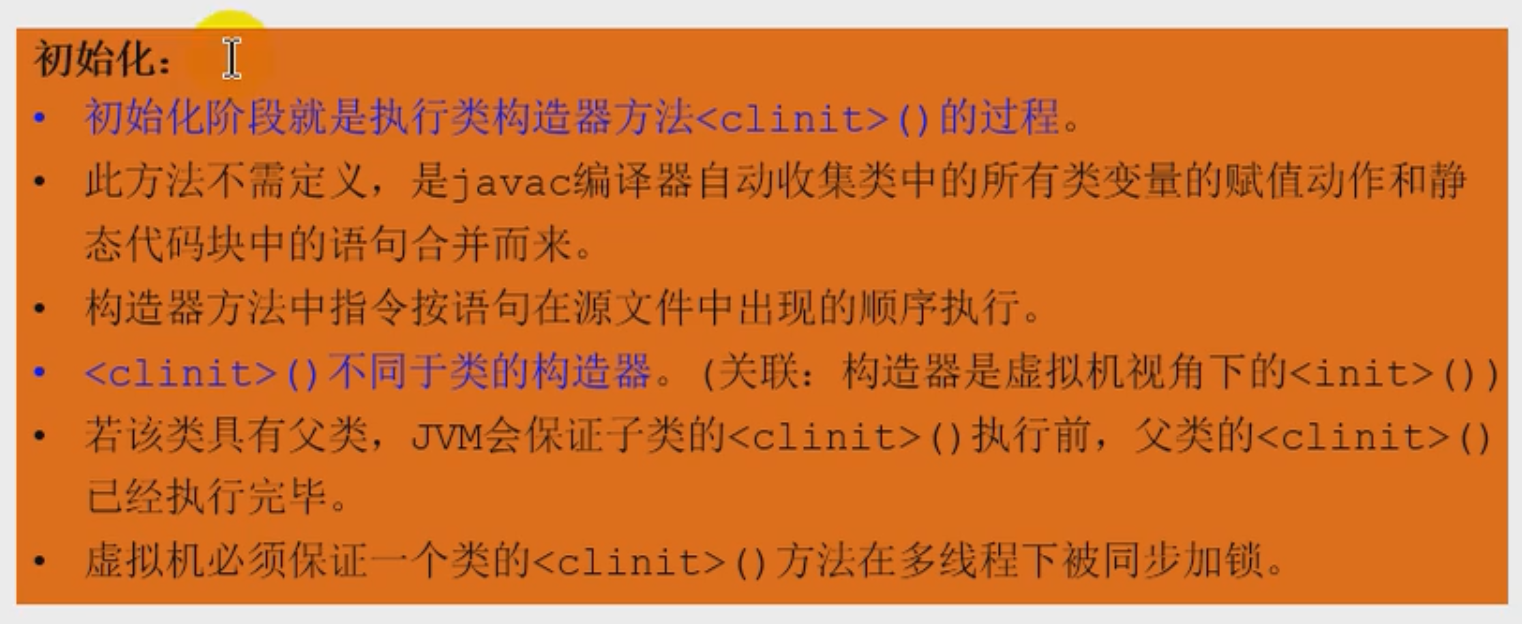 初始化：
• 初始化阶段就是执行类构造器方法<clinit>()的过程。
• 此方法不需定义，是javac编译器自动收集类中的所有类变量的赋值动作和静
态代码块中的语句合并而来。
• 构造器方法中指令按语句在源文件中出现的顺序执行。
• <clinit>()不同于类的构造器。(关联：构造器是虚拟机视角下的<init>())
• 若该类具有父类，JVM会保证子类的<clinit>()执行前，父类的<clinit>()
已经执行完毕。
• 虚拟机必须保证一个类的<clinit>()方法在多线程下被同步加锁。